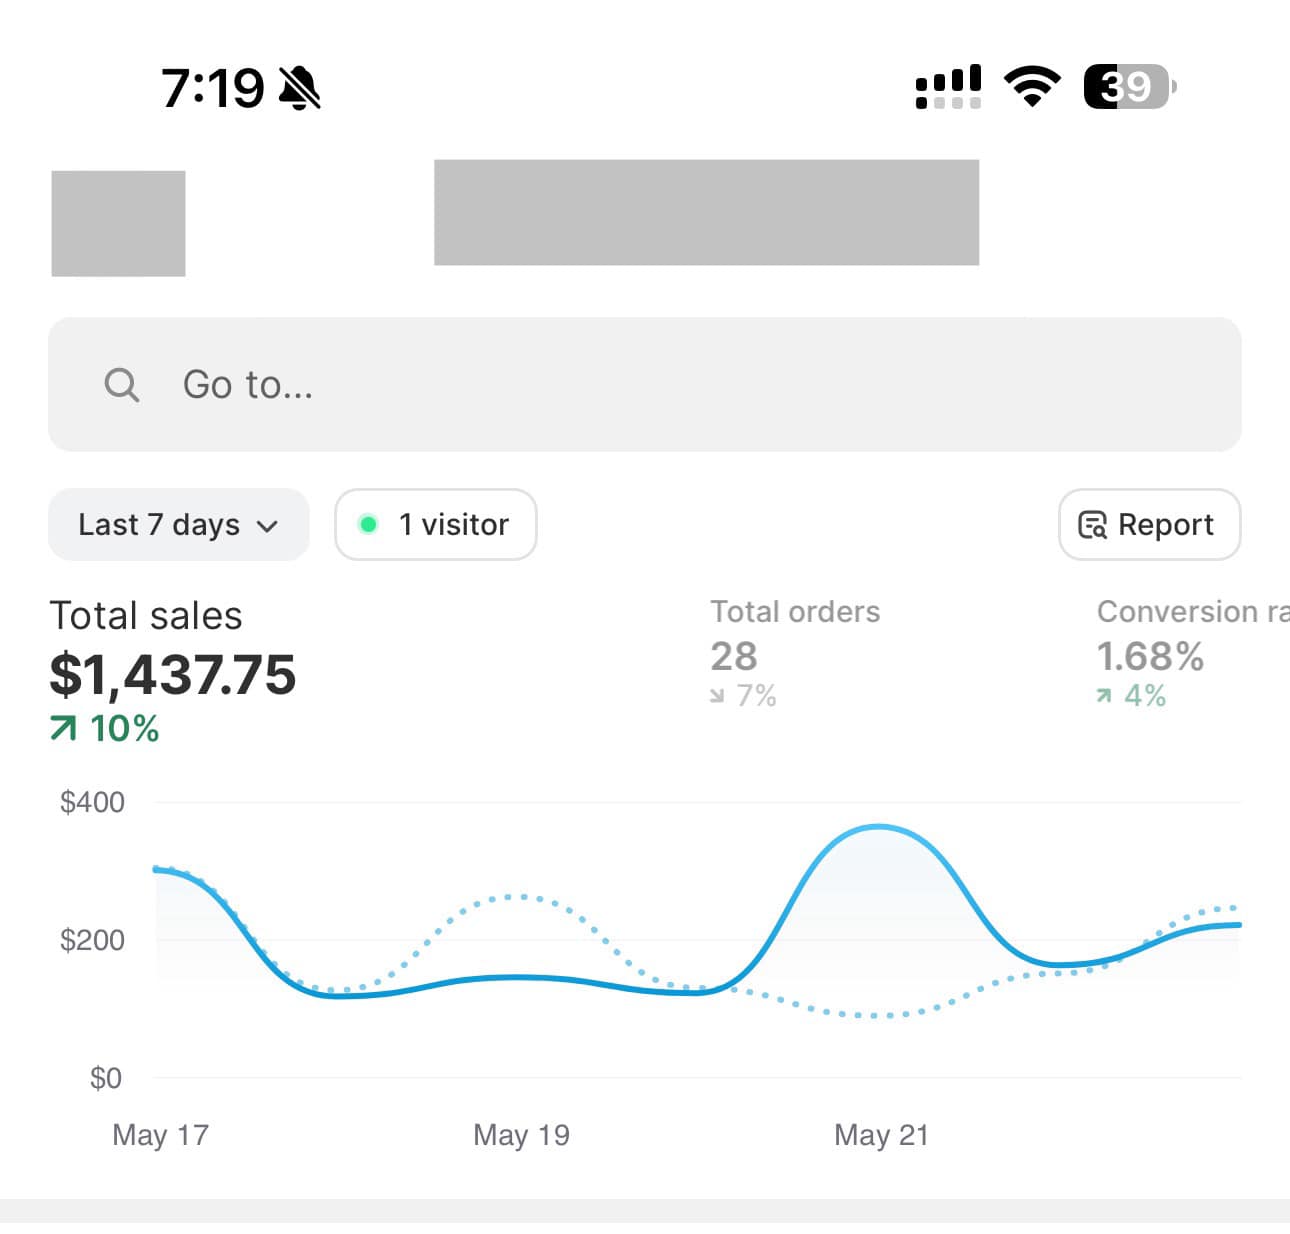 7:19
39
Go to...
Last 7 days
1 visitor
Report
Total sales
$1,437.75
10%
Total orders
28
7%
Conversion ra
1.68%
4%
$400
$200
$0
May 17
May 19
May 21